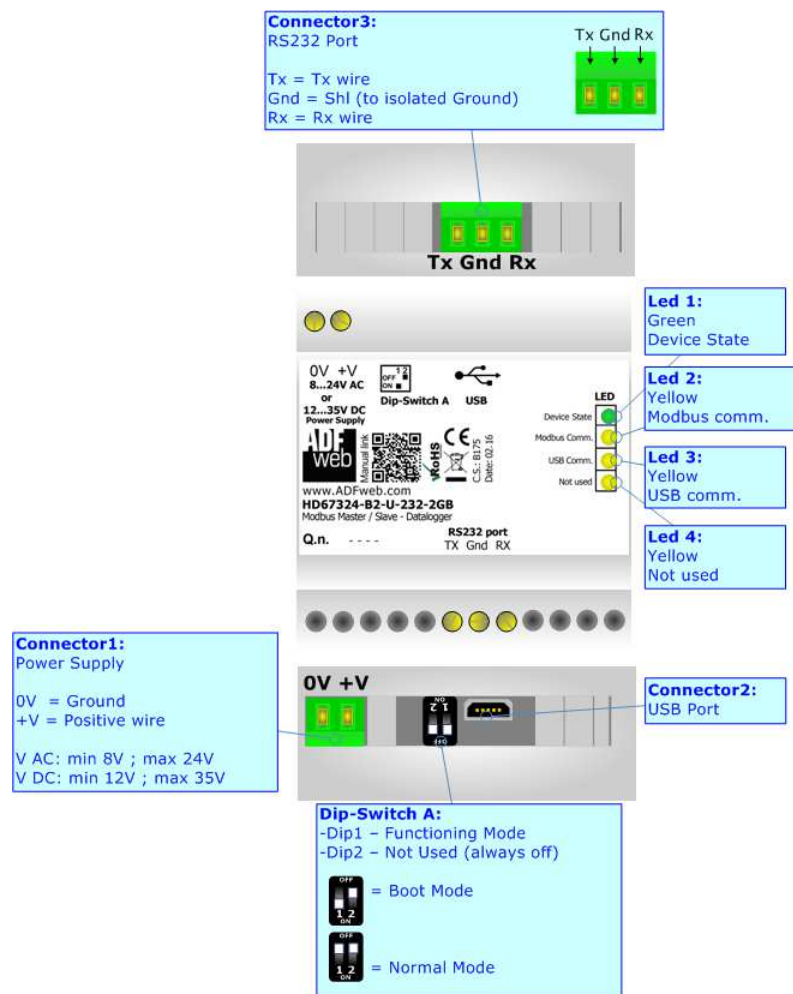 Connector3:
RS232 Port
Tx = Tx wire
Gnd = Shl (to isolated Ground)
Rx = Rx wire
Tx Gnd Rx
Tx Gnd Rx
Led 1:
Green
Device State
Led 2:
Yellow
Modbus comm.
Led 3:
Yellow
USB comm.
Led 4:
Yellow
Not used
0V +V
8...24V AC
or
12...35V DC
Power Supply
1 2
OFF
ON
Dip-Switch A
USB
LED
Device State
Modbus Comm.
USB Comm.
Not used
ADF
web
Manual link
RoHS
CE
C.S.: B175
Date: 02-16
www.ADFweb.com
HD67324-B2-U-232-2GB
Modbus Master / Slave - Datalogger
Q.n. - - - -
RS232 port
TX Gnd RX
Connector1:
Power Supply
0V = Ground
+V = Positive wire
V AC: min 8V ; max 24V
V DC: min 12V ; max 35V
0V +V
ON
1 2
OFF
Connector2:
USB Port
Dip-Switch A:
-Dip1 – Functioning Mode
-Dip2 – Not Used (always off)
OFF
1 2
ON
= Boot Mode
OFF
1 2
ON
= Normal Mode